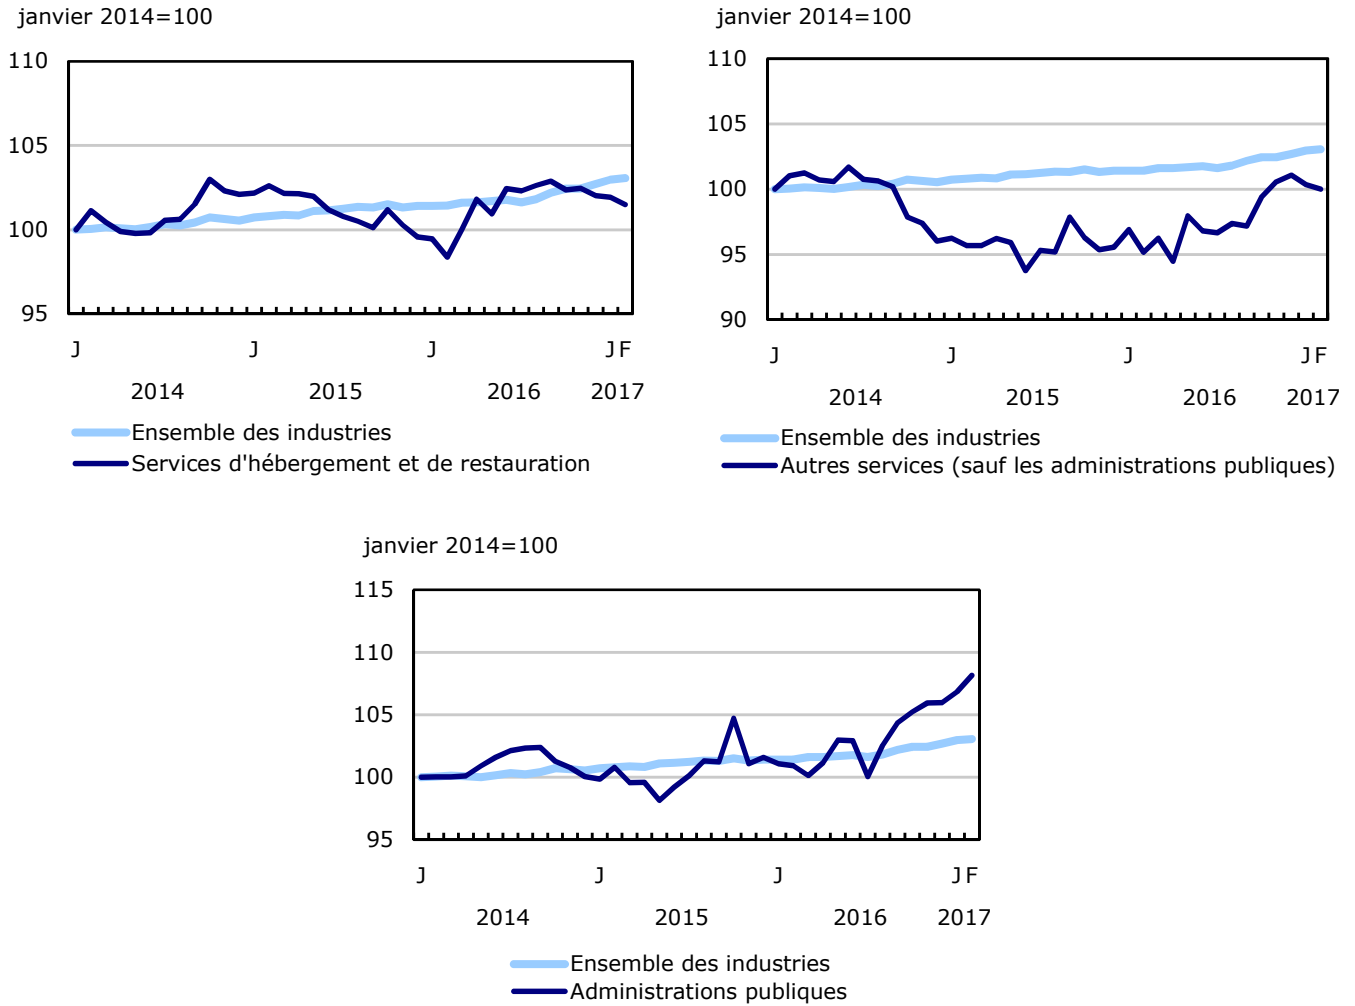 janvier 2014=100
110
105
100
95
J J J J F
2014 2015 2016 2017
Ensemble des industries
Services d'hébergement et de restauration
janvier 2014=100
110
105
100
95
90
J J J J F
2014 2015 2016 2017
Ensemble des industries
Autres services (sauf les administrations publiques)
janvier 2014=100
115
110
105
100
95
J J J J F
2014 2015 2016 2017
Ensemble des industries
Administrations publiques